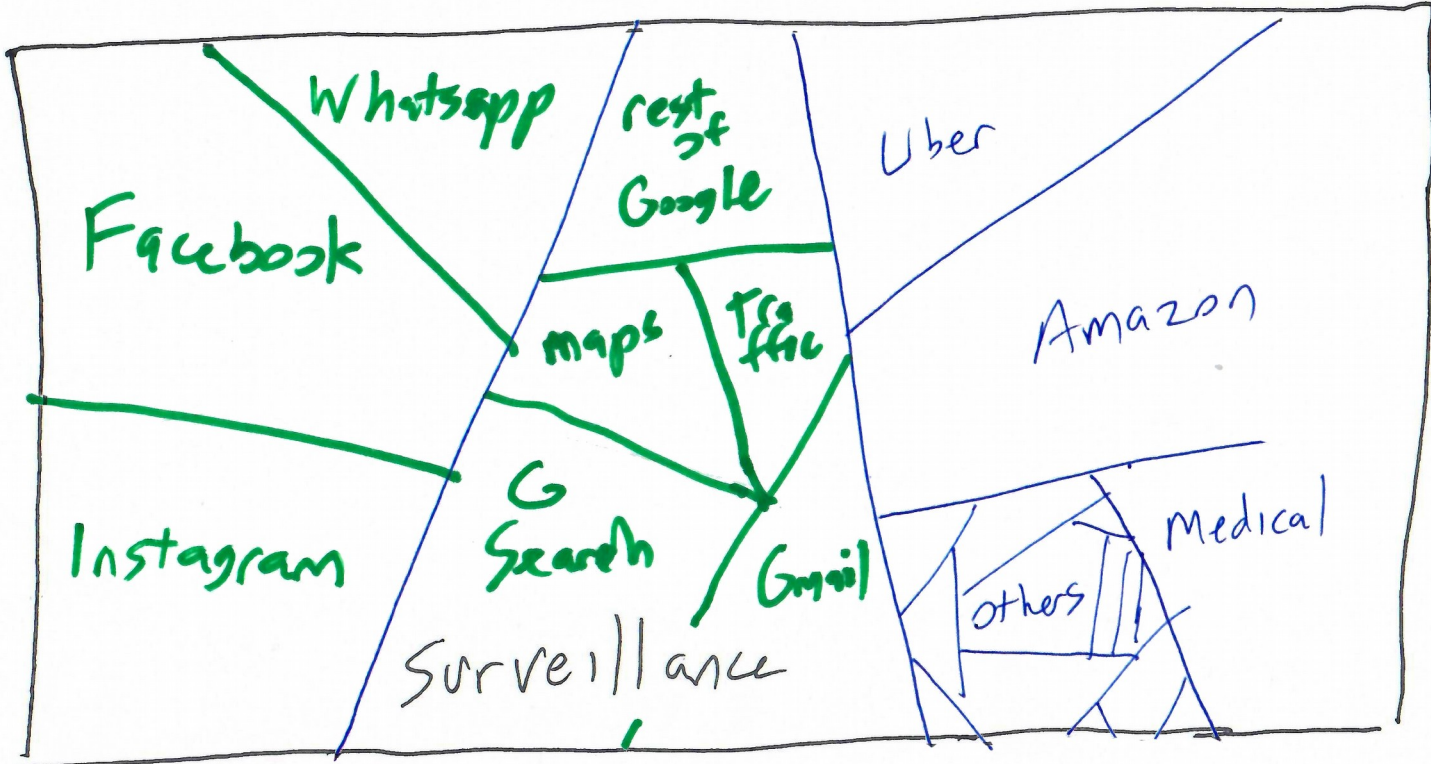 Whatsapp
rest
of
Google
Uber
Facebook
maps
Tra
ffic
Amazon
G
Search
Instagram
Gmail
Medical
others
Surveillance